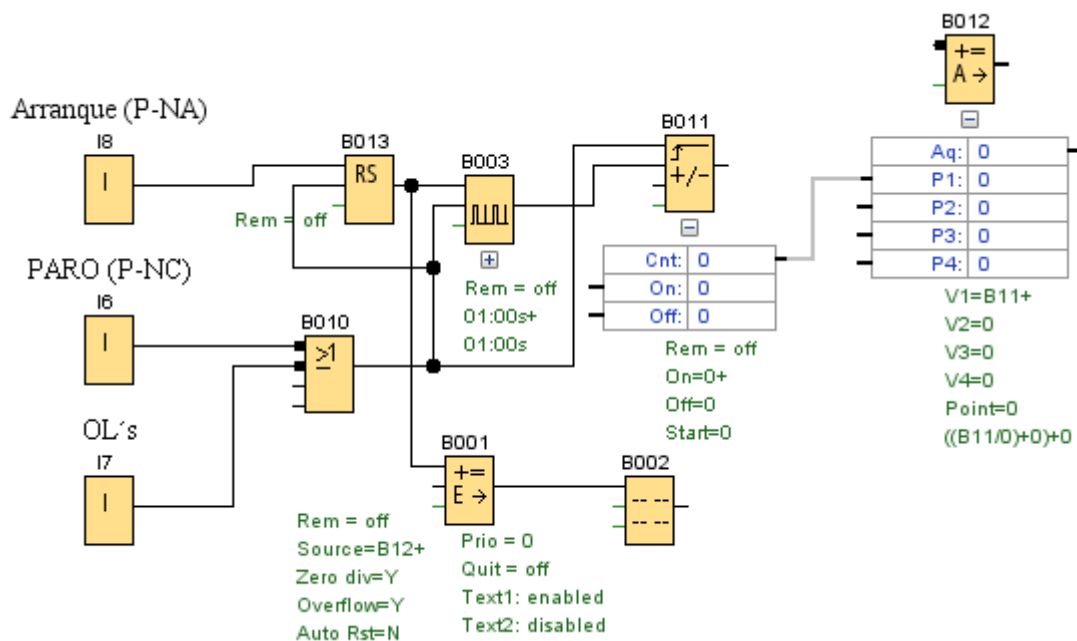 B012
+=
A →
Arranque (P-NA)
I8
I
B013
RS
Rem = off
B003
Rem = off
01:00s+
01:00s
B011
+/-
Cnt: 0
On: 0
Off: 0
Rem = off
On=0+
Off=0
Start=0
Aq: 0
P1: 0
P2: 0
P3: 0
P4: 0
V1=B11+
V2=0
V3=0
V4=0
Point=0
((B11/0)+0)+0
PARO (P-NC)
I6
I
B010
≥1
OL´s
I7
I
B001
+=
E →
B002
Rem = off
Source=B12+
Zero div=Y
Overflow=Y
Auto Rst=N
Prio = 0
Quit = off
Text1: enabled
Text2: disabled